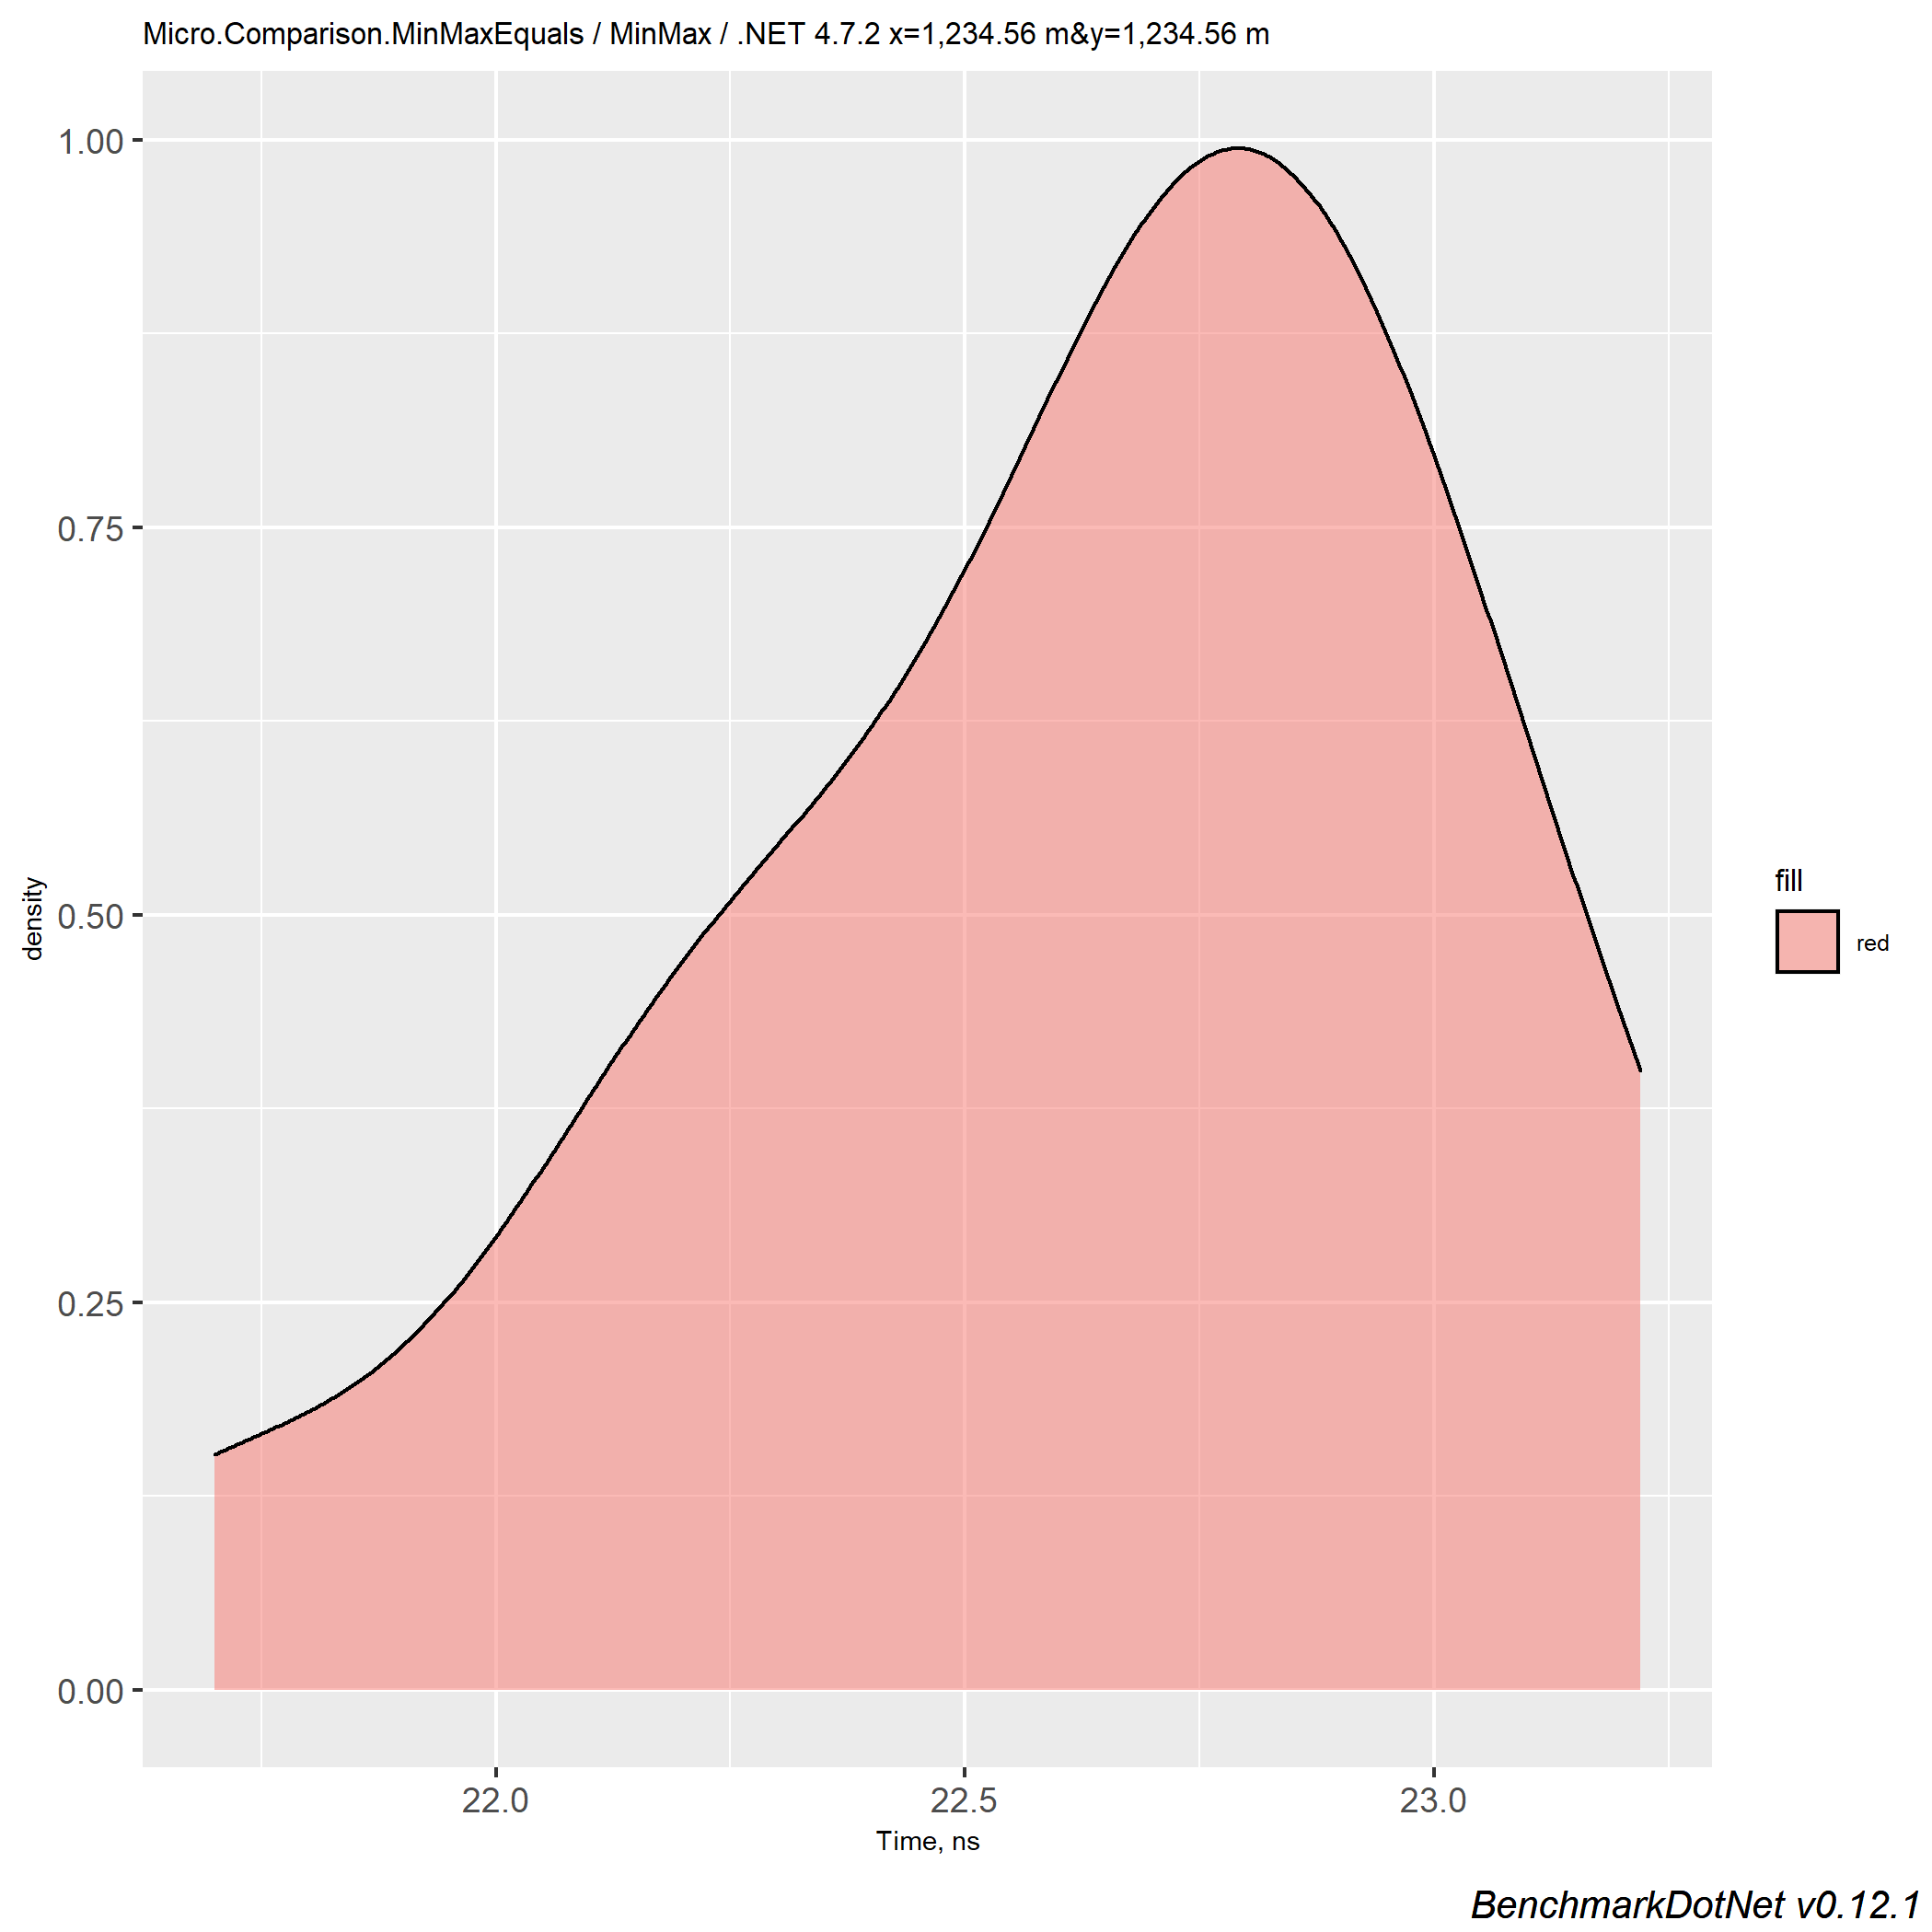 Micro.Comparison.MinMaxEquals / MinMax / .NET 4.7.2 x=1,234.56 m&y=1,234.56 m
1.00
0.75
0.50
0.25
0.00
density
22.0 22.5 23.0
Time, ns
fill
red
BenchmarkDotNet v0.12.1